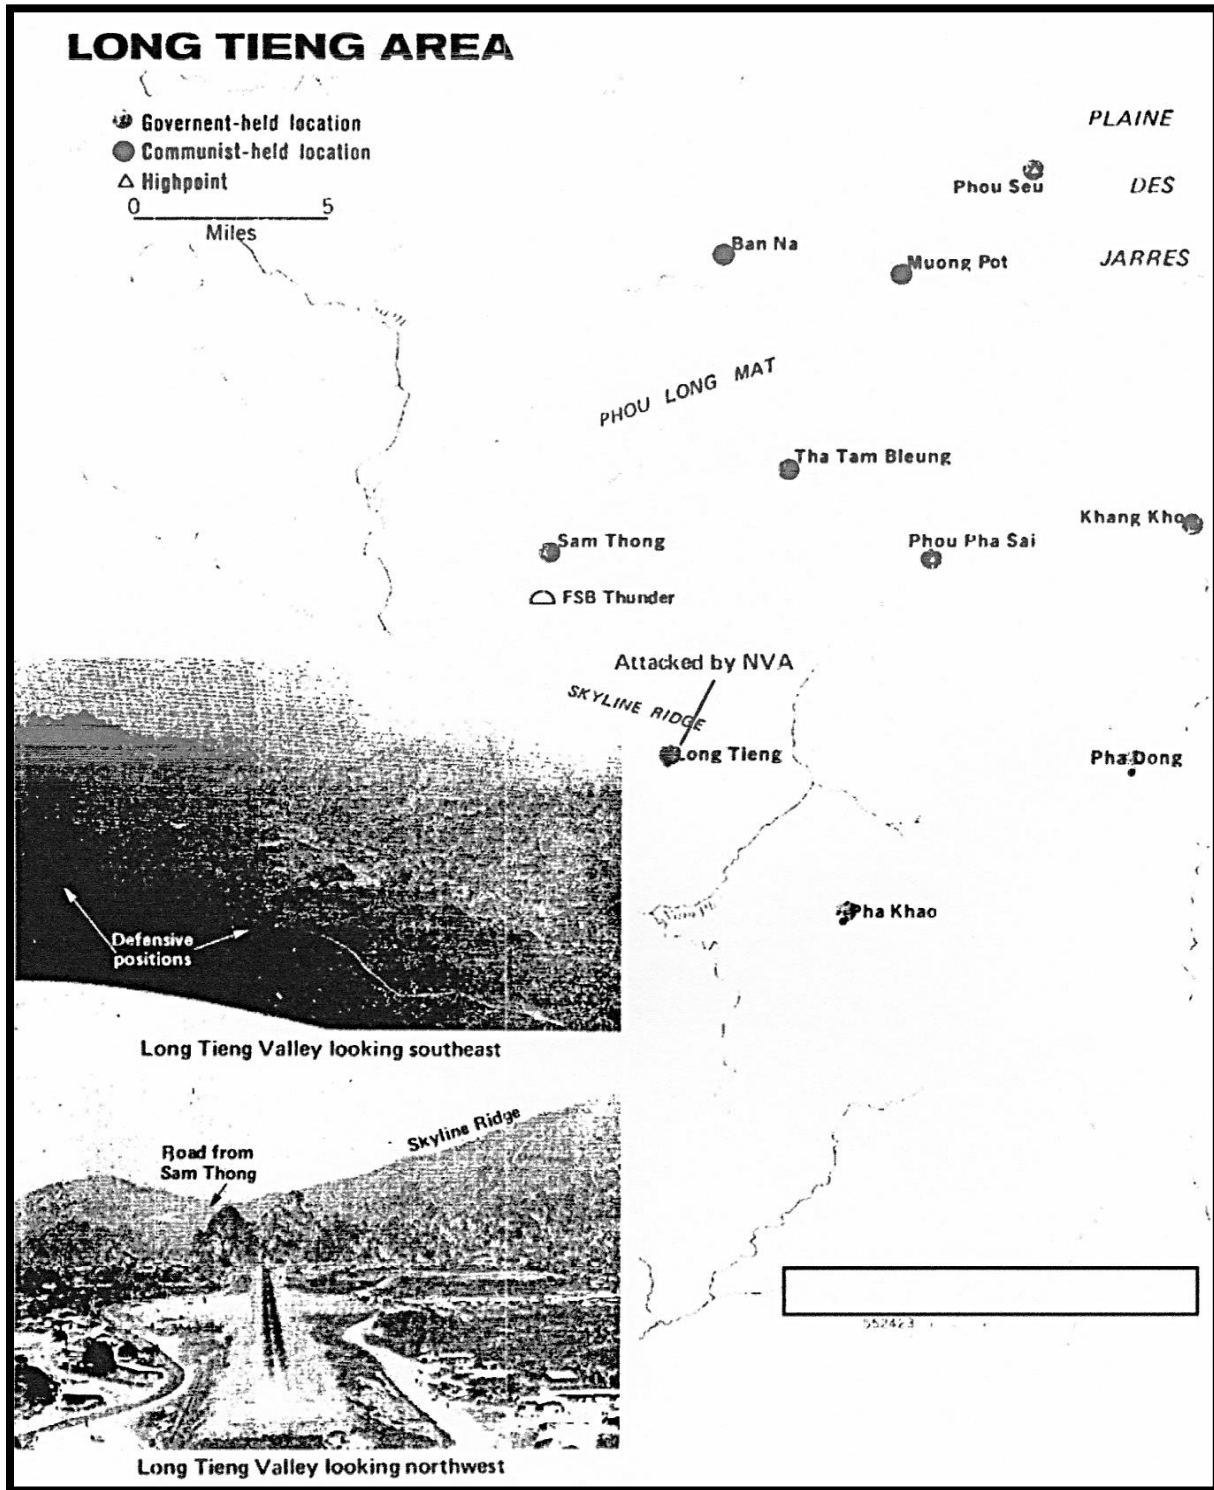 LONG TIENG AREA
Governent-held location
Communist-held location
Highpoint
0 5
Miles
PLAINE
DES
JARRES
Phou Seu
Ban Na
Muong Pot
PHOU LONG MAT
Tha Tam Bleung
Khang Kho
Sam Thong
Phou Pha Sai
FSB Thunder
Attacked by NVA
SKYLINE RIDGE
Long Tieng
Pha Dong
Pha Khao
Defensive
positions
Long Tieng Valley looking southeast
Skyline Ridge
Road from
Sam Thong
552423
Long Tieng Valley looking northwest